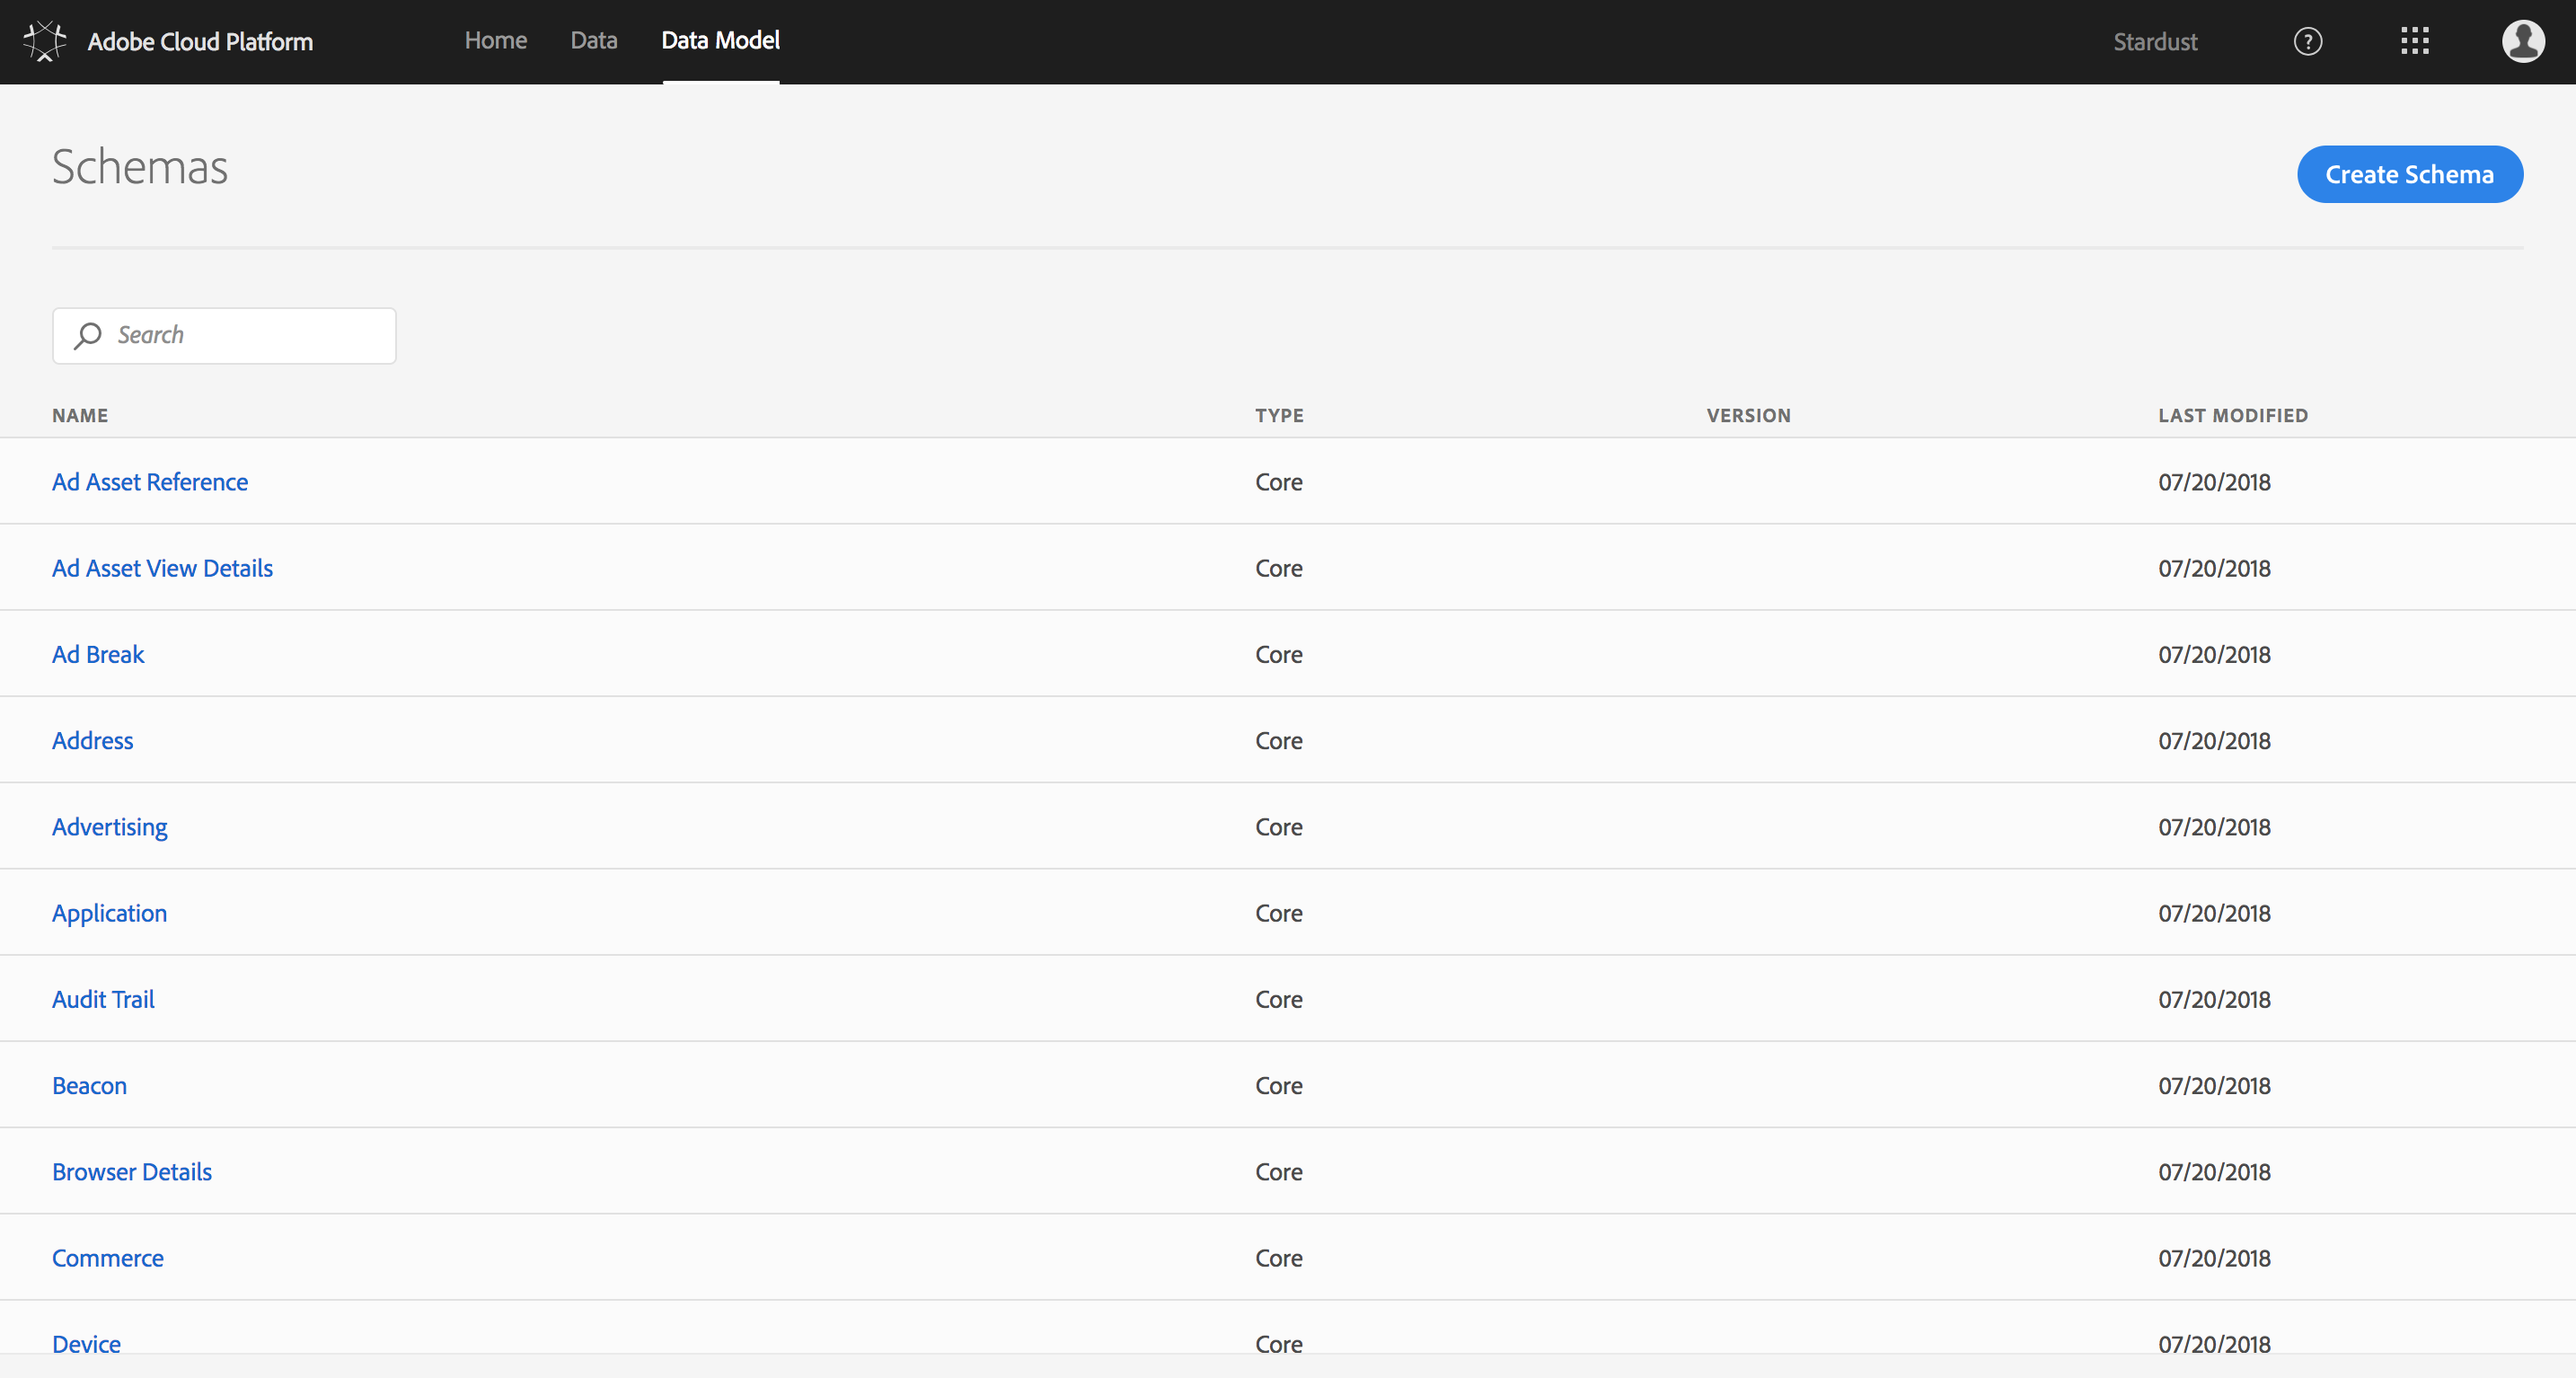 Adobe Cloud Platform Home Data Data Model Stardust ?
Schemas Create Schema
Search
NAME TYPE VERSION LAST MODIFIED
Ad Asset Reference Core 07/20/2018
Ad Asset View Details Core 07/20/2018
Ad Break Core 07/20/2018
Address Core 07/20/2018
Advertising Core 07/20/2018
Application Core 07/20/2018
Audit Trail Core 07/20/2018
Beacon Core 07/20/2018
Browser Details Core 07/20/2018
Commerce Core 07/20/2018
Device Core 07/20/2018